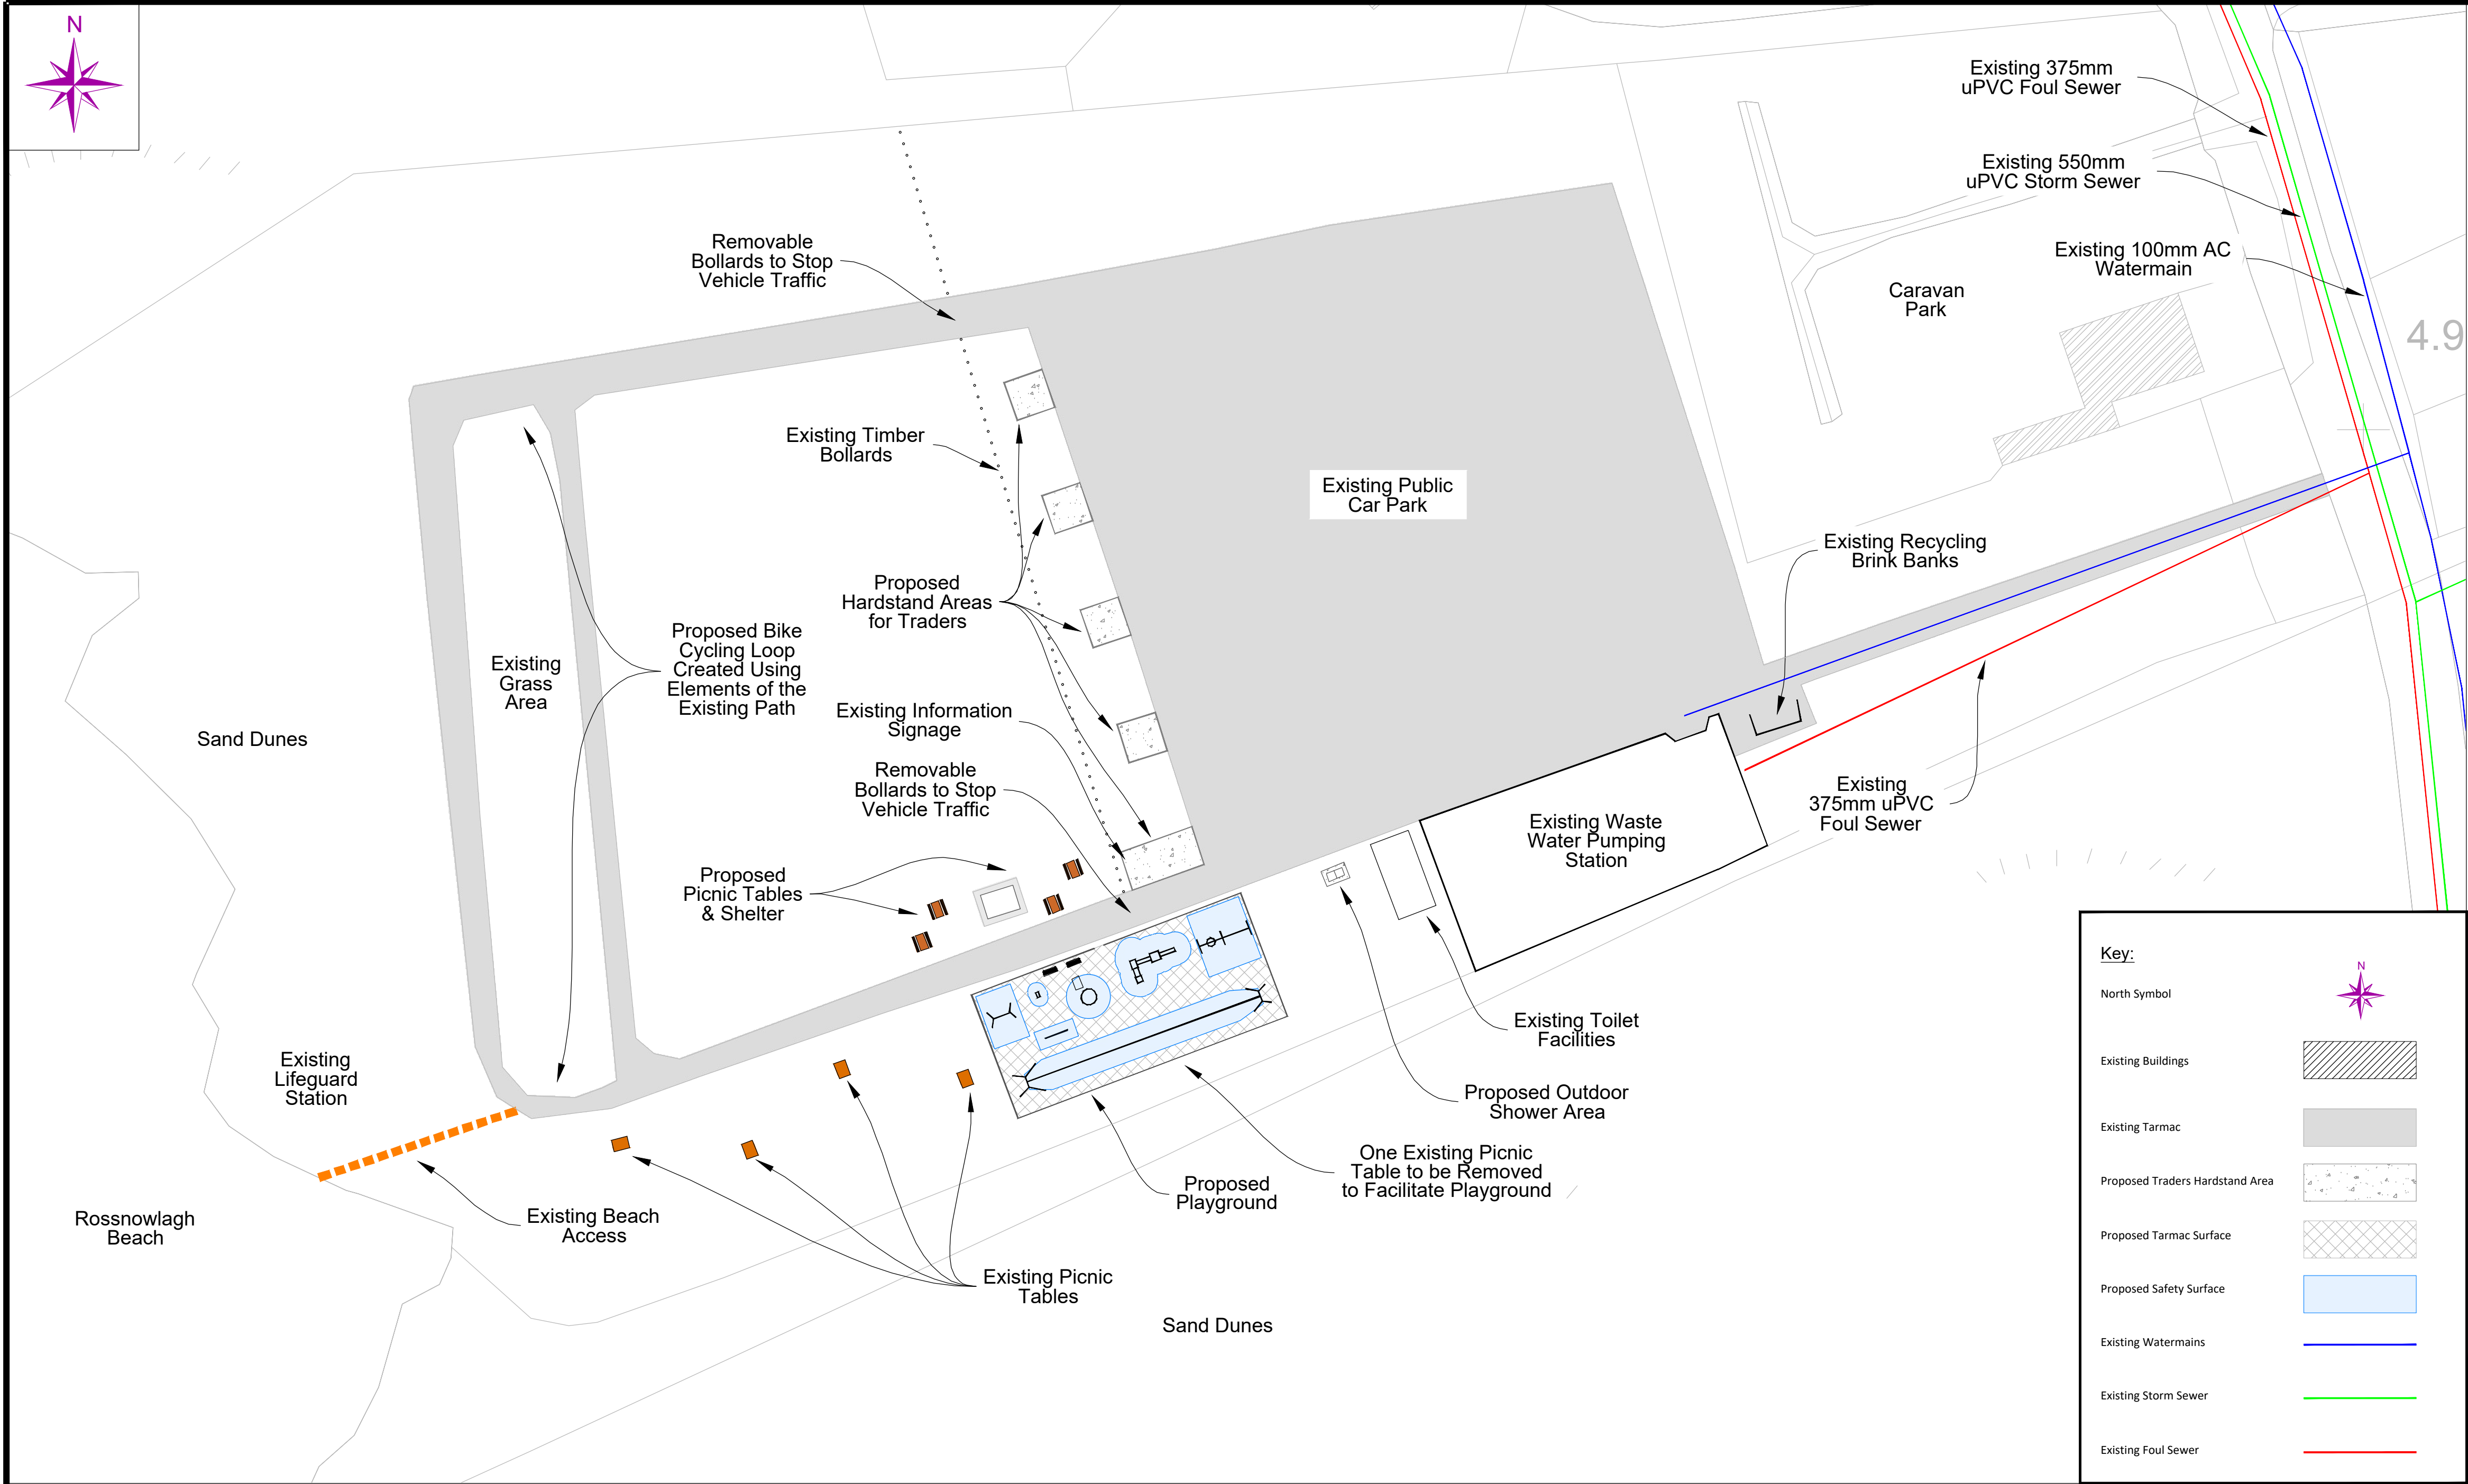 N
Existing 375mm
uPVC Foul Sewer
Existing 550mm
uPVC Storm Sewer
Removable
Bollards to Stop
Vehicle Traffic
Existing 100mm AC
Watermain
Caravan
Park
4.9
Existing Timber
Bollards
Existing Public
Car Park
Existing Recycling
Brink Banks
Proposed
Hardstand Areas
for Traders
Proposed Bike
Cycling Loop
Created Using
Elements of the
Existing Path
Existing
Grass
Area
Existing Information
Signage
Sand Dunes
Removable
Bollards to Stop
Vehicle Traffic
Existing
375mm uPVC
Foul Sewer
Existing Waste
Water Pumping
Station
Proposed
Picnic Tables
& Shelter
Existing Toilet
Facilities
Existing
Lifeguard
Station
Proposed Outdoor
Shower Area
One Existing Picnic
Table to be Removed
to Facilitate Playground
Proposed
Playground
Rossnowlagh
Beach
Existing Beach
Access
Existing Picnic
Tables
Sand Dunes
Key:
North Symbol
N
Existing Buildings
Existing Tarmac
Proposed Traders Hardstand Area
Proposed Tarmac Surface
Proposed Safety Surface
Existing Watermains
Existing Storm Sewer
Existing Foul Sewer